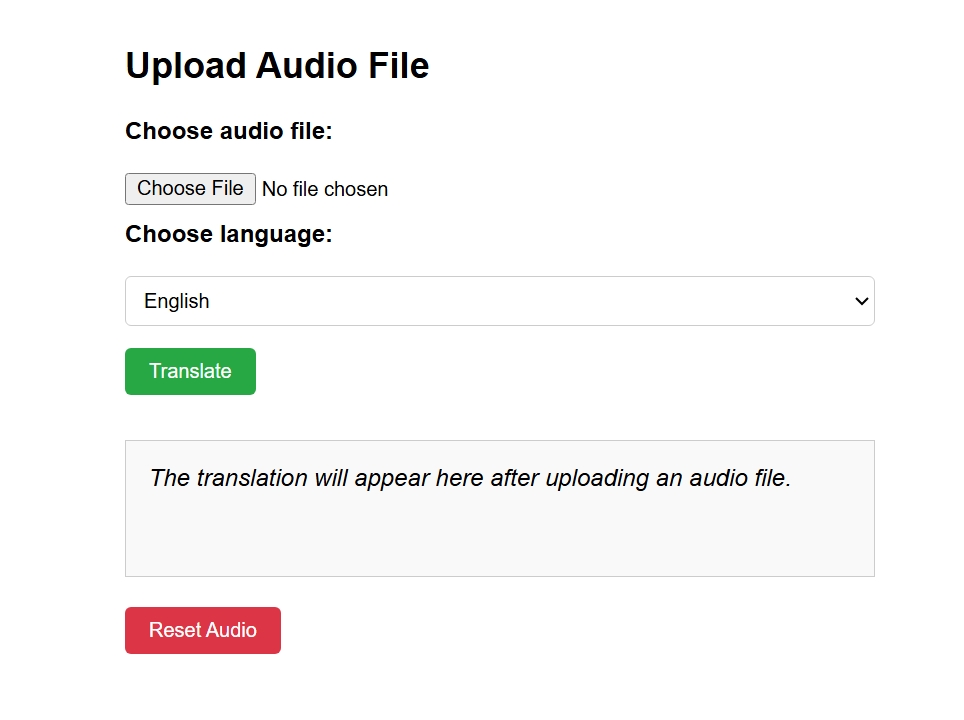 Upload Audio File
Choose audio file:
Choose File No file chosen
Choose language:
English
Translate
The translation will appear here after uploading an audio file.
Reset Audio